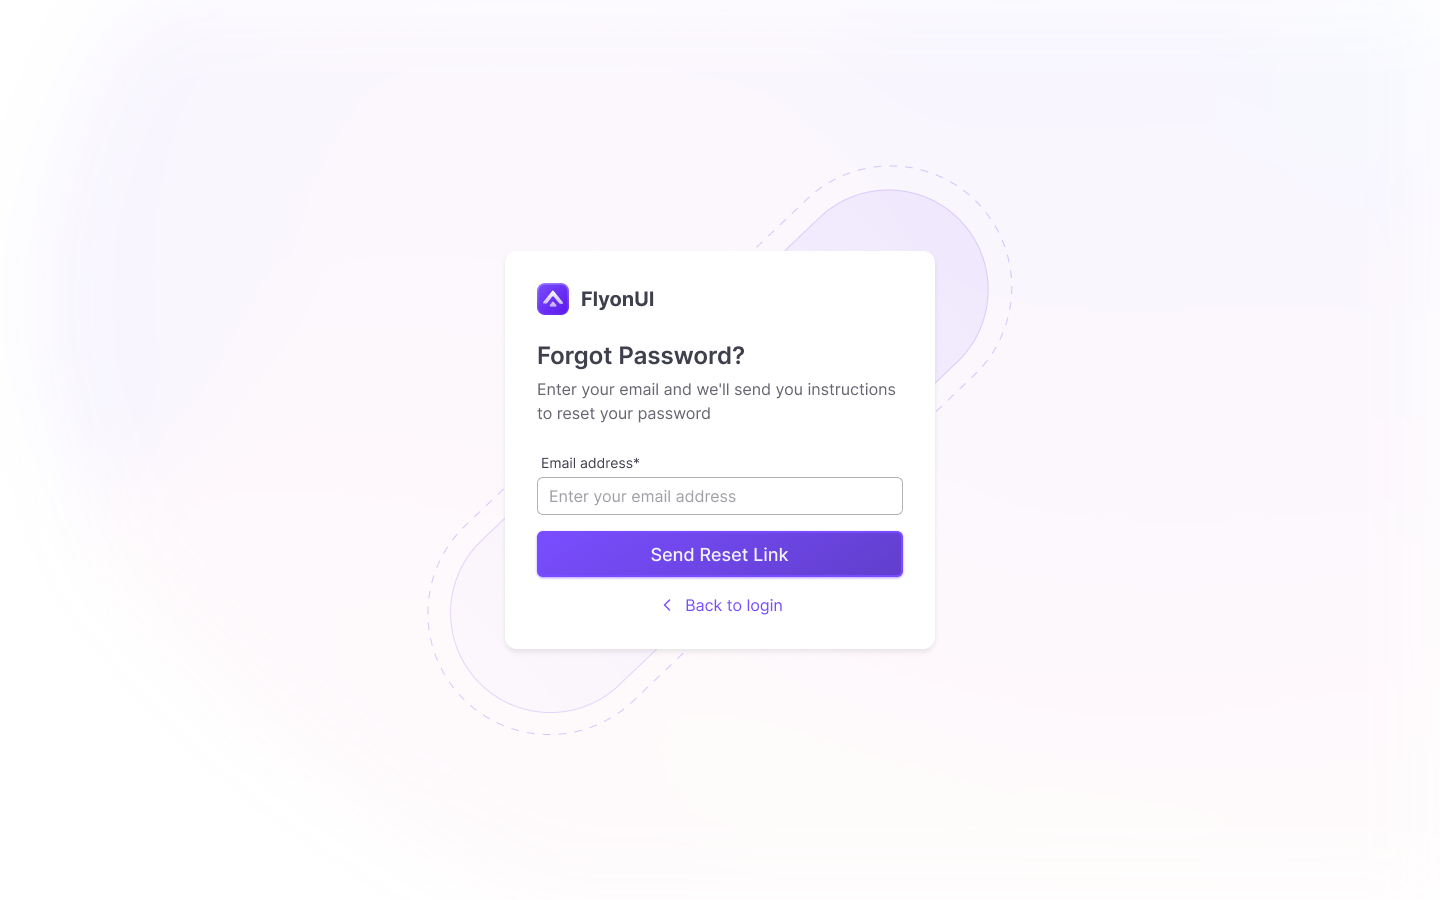 FlyonUI
Forgot Password?
Enter your email and we'll send you instructions
to reset your password
Email address*
Enter your email address
Send Reset Link
Back to login